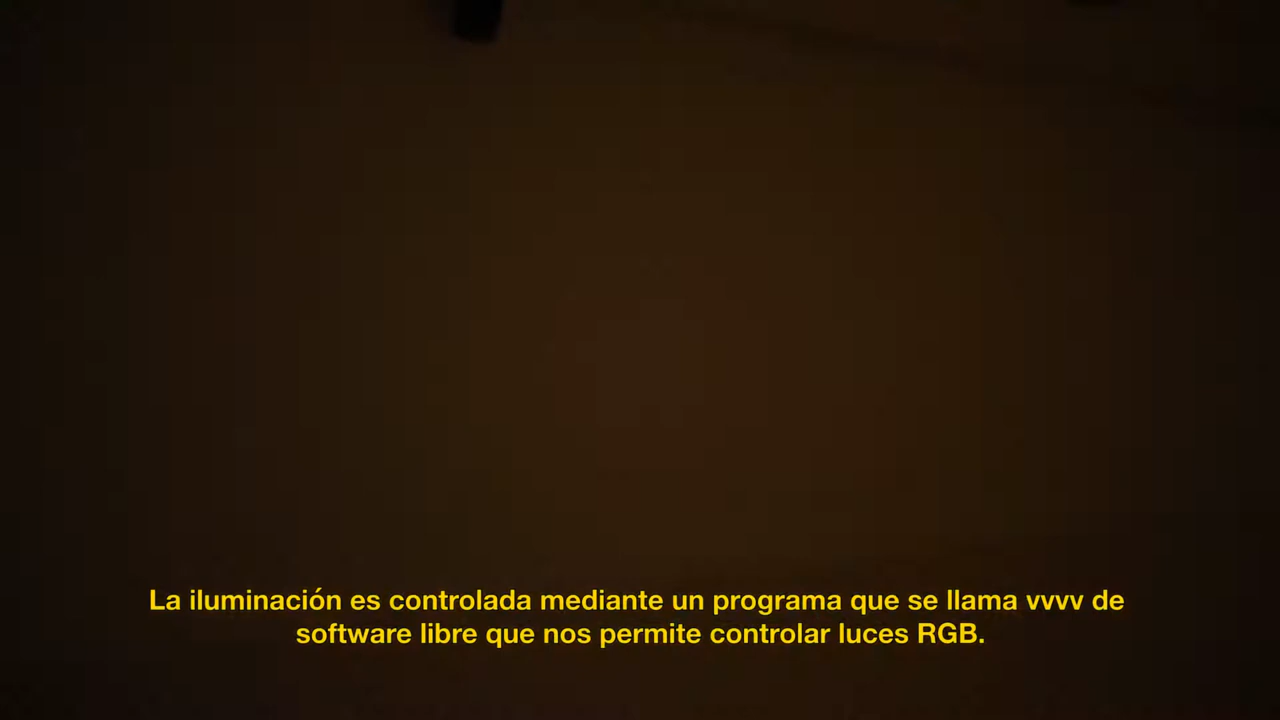 La iluminación es controlada mediante un programa que se llama vvvv de
software libre que nos permite controlar luces RGB.